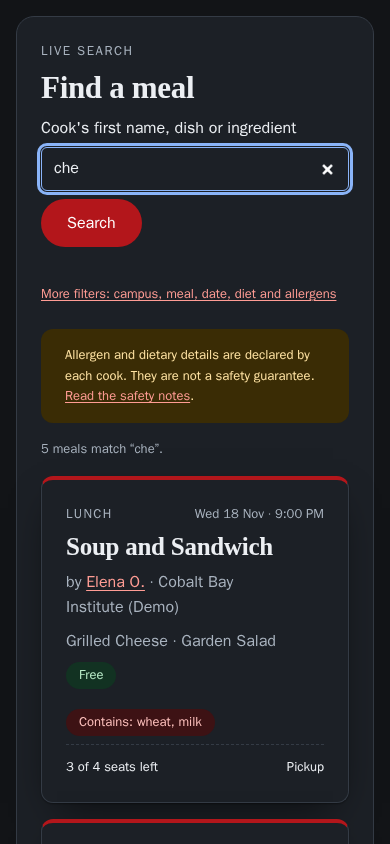 LIVE SEARCH
Find a meal
Cook's first name, dish or ingredient
che
Search
More filters: campus, meal, date, diet and allergens
Allergen and dietary details are declared by
each cook. They are not a safety guarantee.
Read the safety notes.
5 meals match “che”.
LUNCH Wed 18 Nov · 9:00 PM
Soup and Sandwich
by Elena O. · Cobalt Bay
Institute (Demo)
Grilled Cheese · Garden Salad
Free
Contains: wheat, milk
3 of 4 seats left Pickup